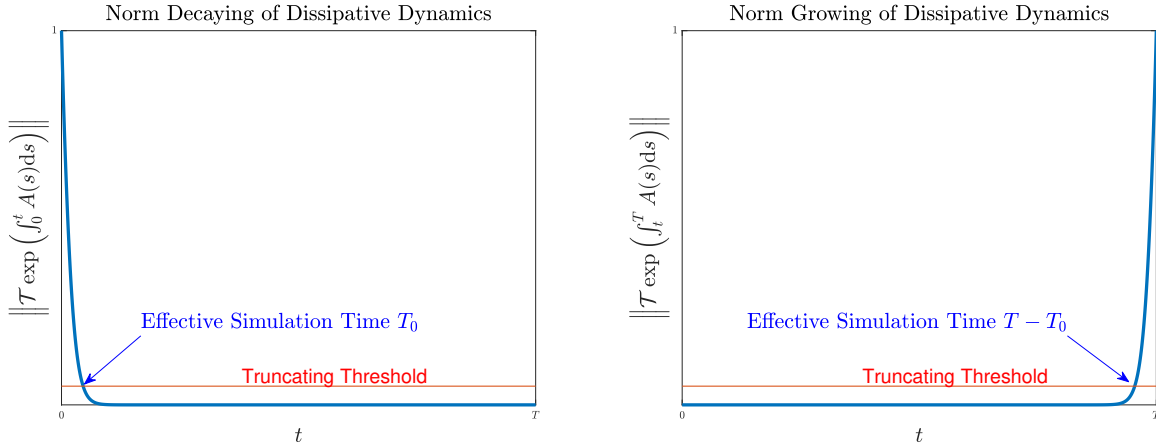 Norm Decaying of Dissipative Dynamics
1
‖𝒯 exp (∫₀ᵗ A(s)ds)‖
Effective Simulation Time T₀
Truncating Threshold
0
T
t
Norm Growing of Dissipative Dynamics
1
‖𝒯 exp (∫ₜᵀ A(s)ds)‖
Effective Simulation Time T − T₀
Truncating Threshold
0
T
t